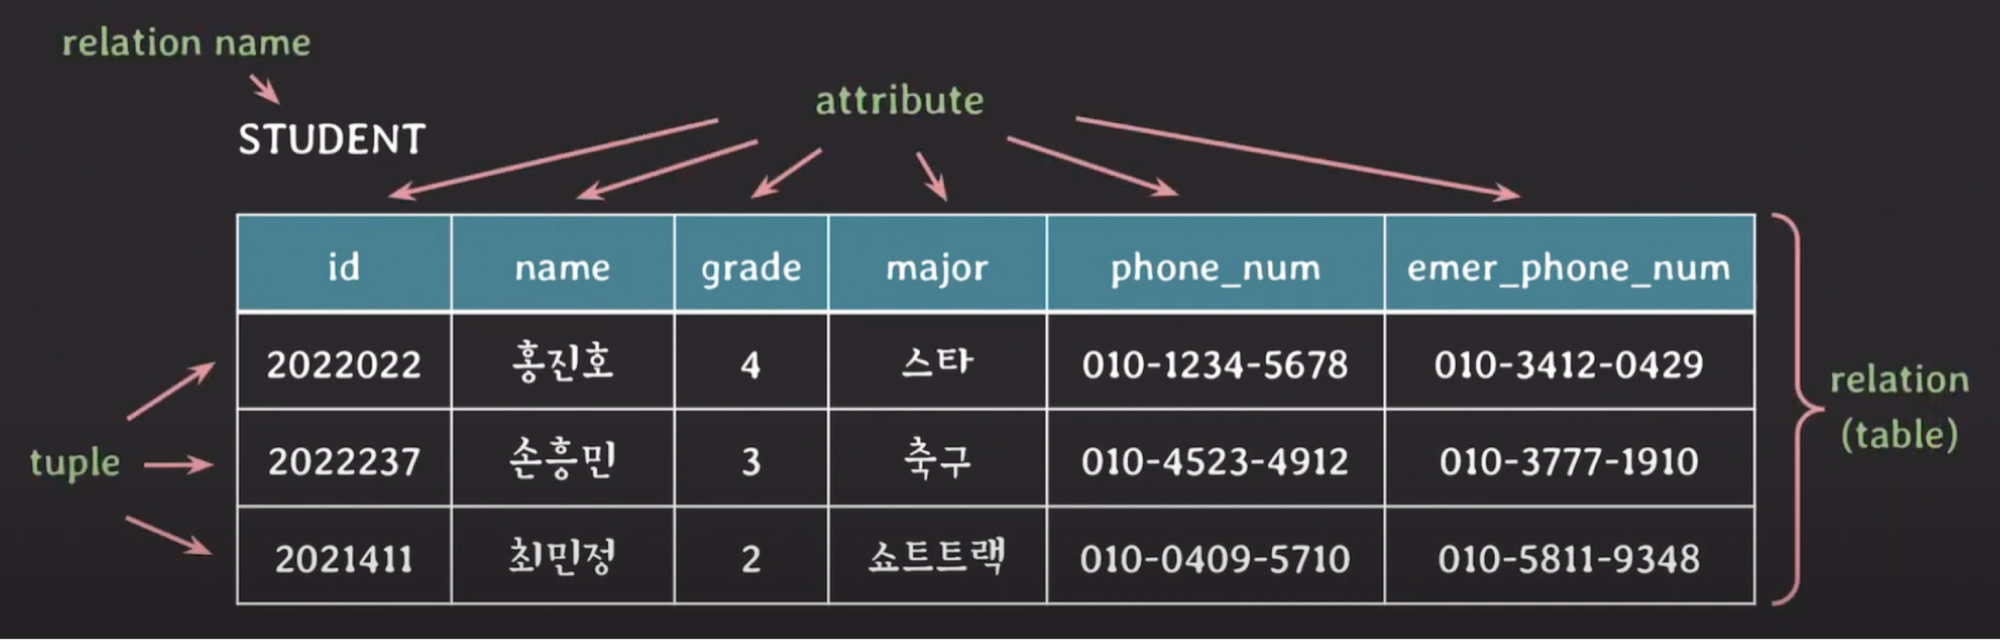 relation name
STUDENT
attribute
id name grade major phone_num emer_phone_num
2022022 홍진호 4 스타 010-1234-5678 010-3412-0429
2022237 손흥민 3 축구 010-4523-4912 010-3777-1910
2021411 최민정 2 쇼트트랙 010-0409-5710 010-5811-9348
tuple
relation
(table)